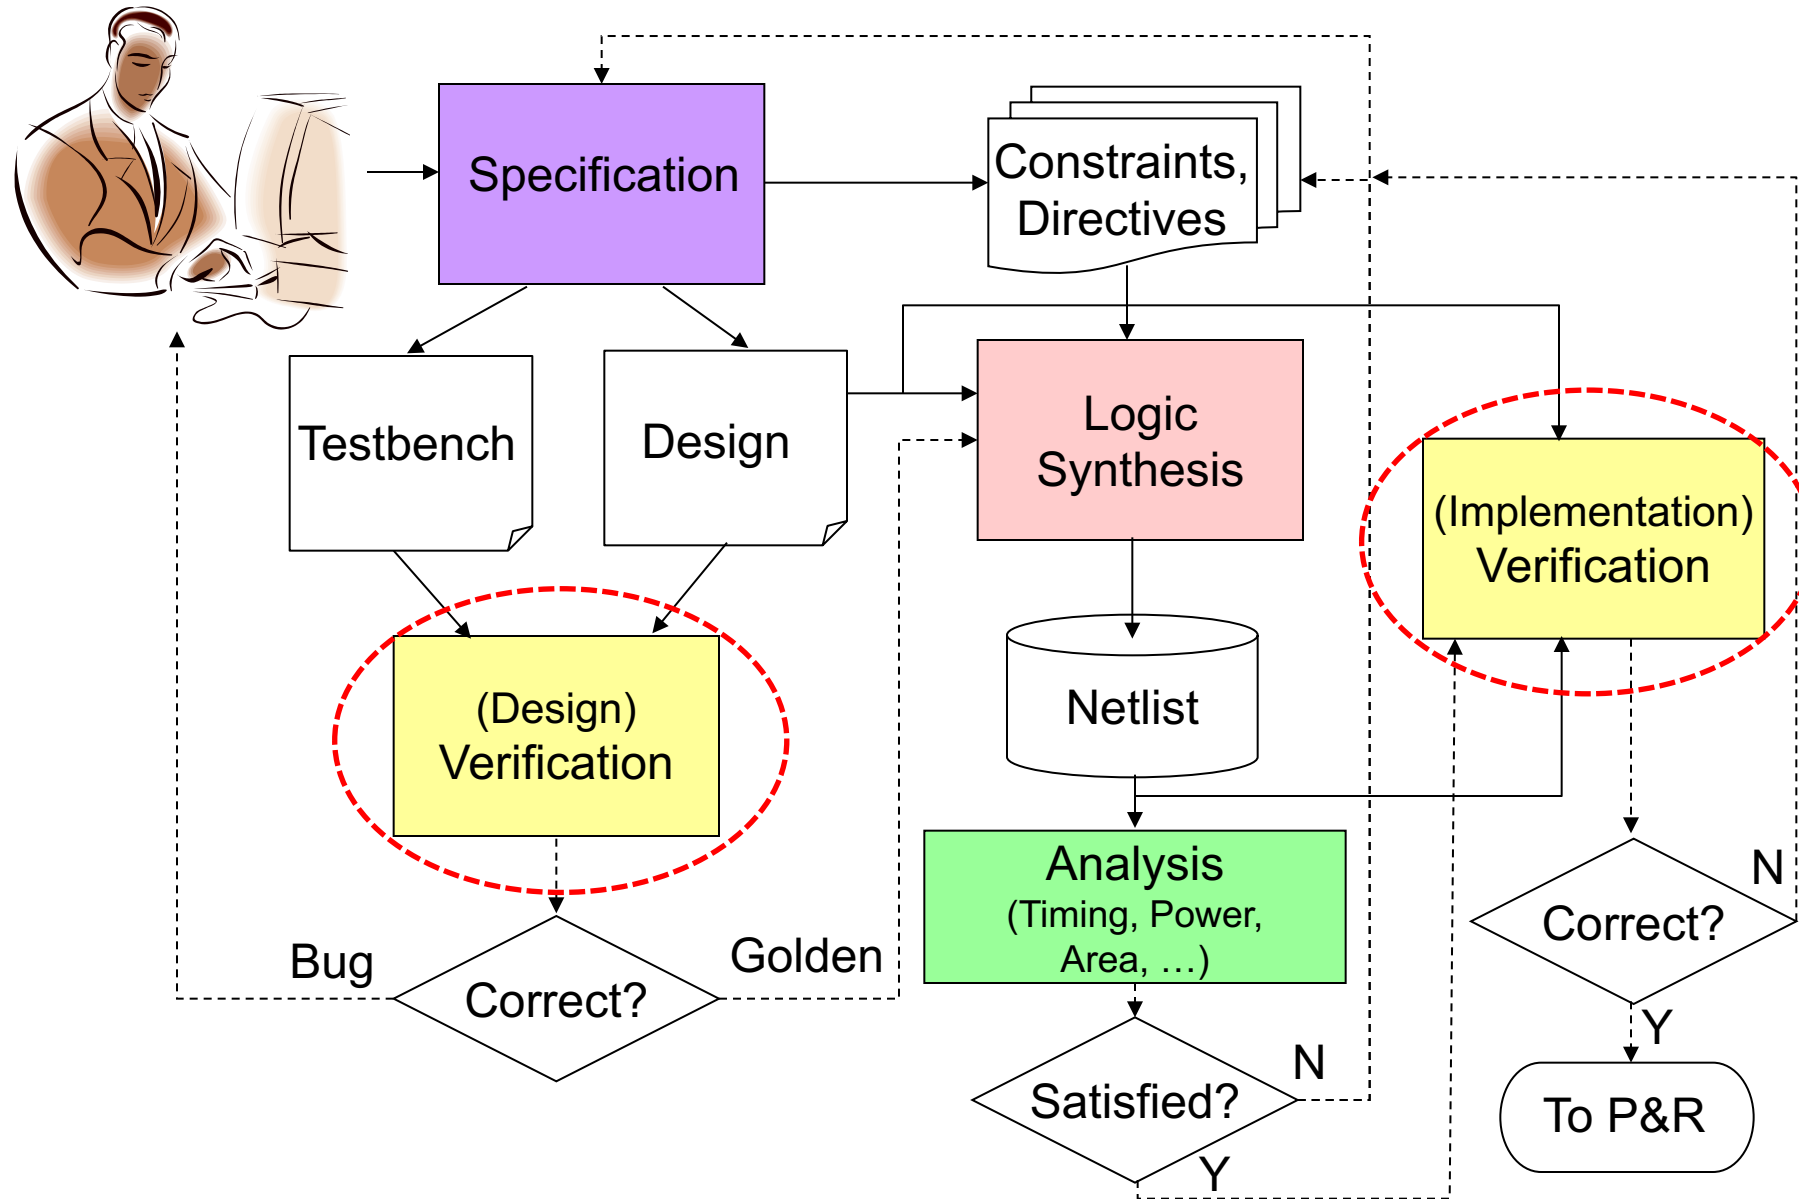 Specification
Constraints,
Directives
Testbench
Design
Logic
Synthesis
(Implementation)
Verification
(Design)
Verification
Netlist
Analysis
(Timing, Power,
Area, …)
Bug
Correct?
Golden
Correct?
N
Y
Satisfied?
N
Y
To P&R